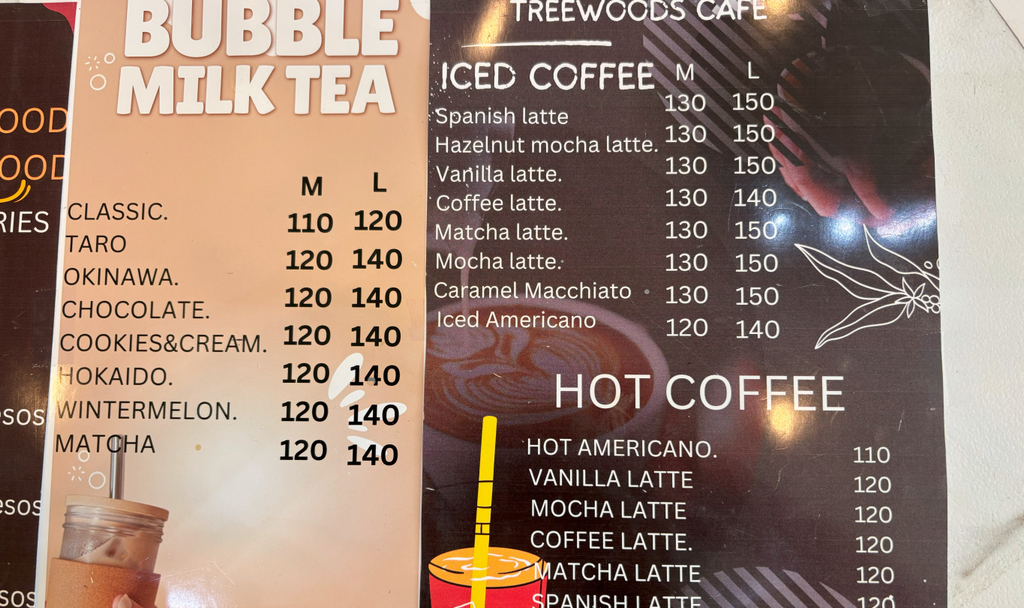 OOD
OOD
RIES
sos
esos
sos
BUBBLE
MILK TEA
M L
CLASSIC.
TARO
OKINAWA.
CHOCOLATE.
COOKIES&CREAM.
HOKAIDO.
WINTERMELON.
MATCHA
110 120
120 140
120 140
120 140
120 140
120 140
120 140
TREEWOODS CAFE
ICED COFFEE M L
Spanish latte 130 150
Hazelnut mocha latte. 130 150
Vanilla latte. 130 150
Coffee latte. 130 140
Matcha latte. 130 150
Mocha latte. 130 150
Caramel Macchiato 130 150
Iced Americano 120 140
HOT COFFEE
HOT AMERICANO. 110
VANILLA LATTE 120
MOCHA LATTE 120
COFFEE LATTE. 120
MATCHA LATTE 120
SPANISH LATTE 120